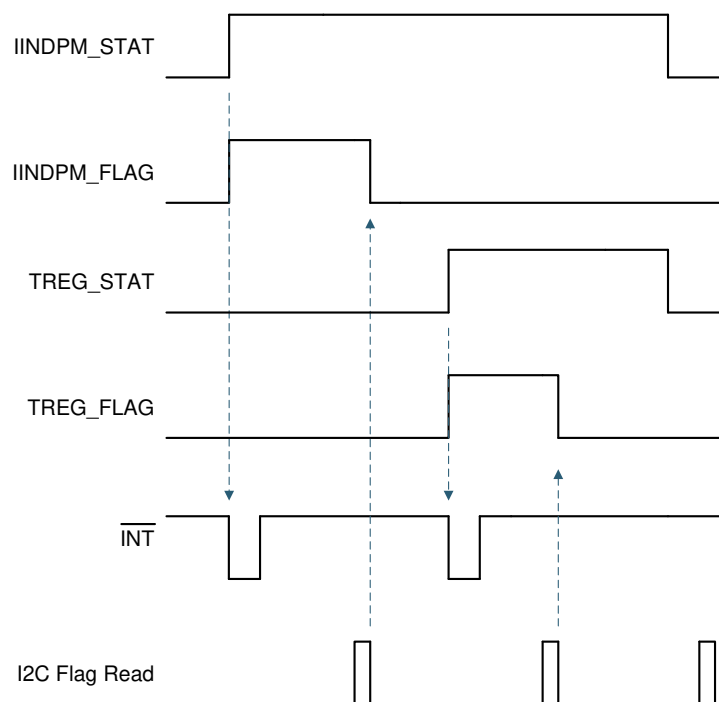 IINDPM_STAT
IINDPM_FLAG
TREG_STAT
TREG_FLAG
INT
I2C Flag Read